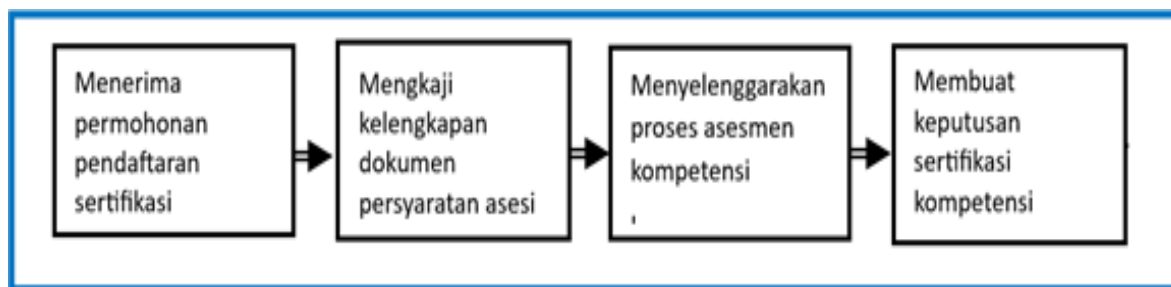 Menerima
permohonan
pendaftaran
sertifikasi
Mengkaji
kelengkapan
dokumen
persyaratan asesi
Menyelenggarakan
proses asesmen
kompetensi
Membuat
keputusan
sertifikasi
kompetensi